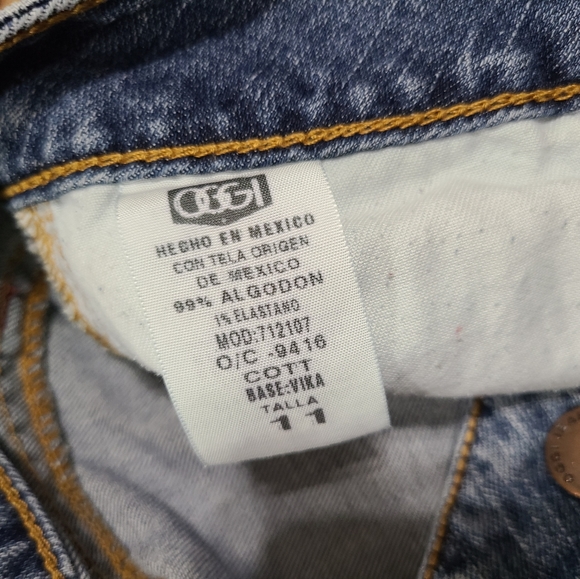 OGGI
HECHO EN MEXICO
CON TELA ORIGEN
DE MEXICO
99% ALGODON
1% ELASTANO
MOD:712107
O/C -9416
COTT
BASE:VIKA
TALLA
11